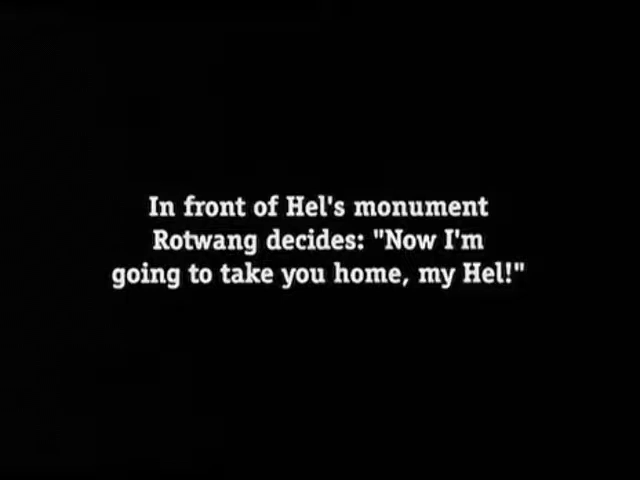 In front of Hel's monument
Rotwang decides: "Now I'm
going to take you home, my Hel!"